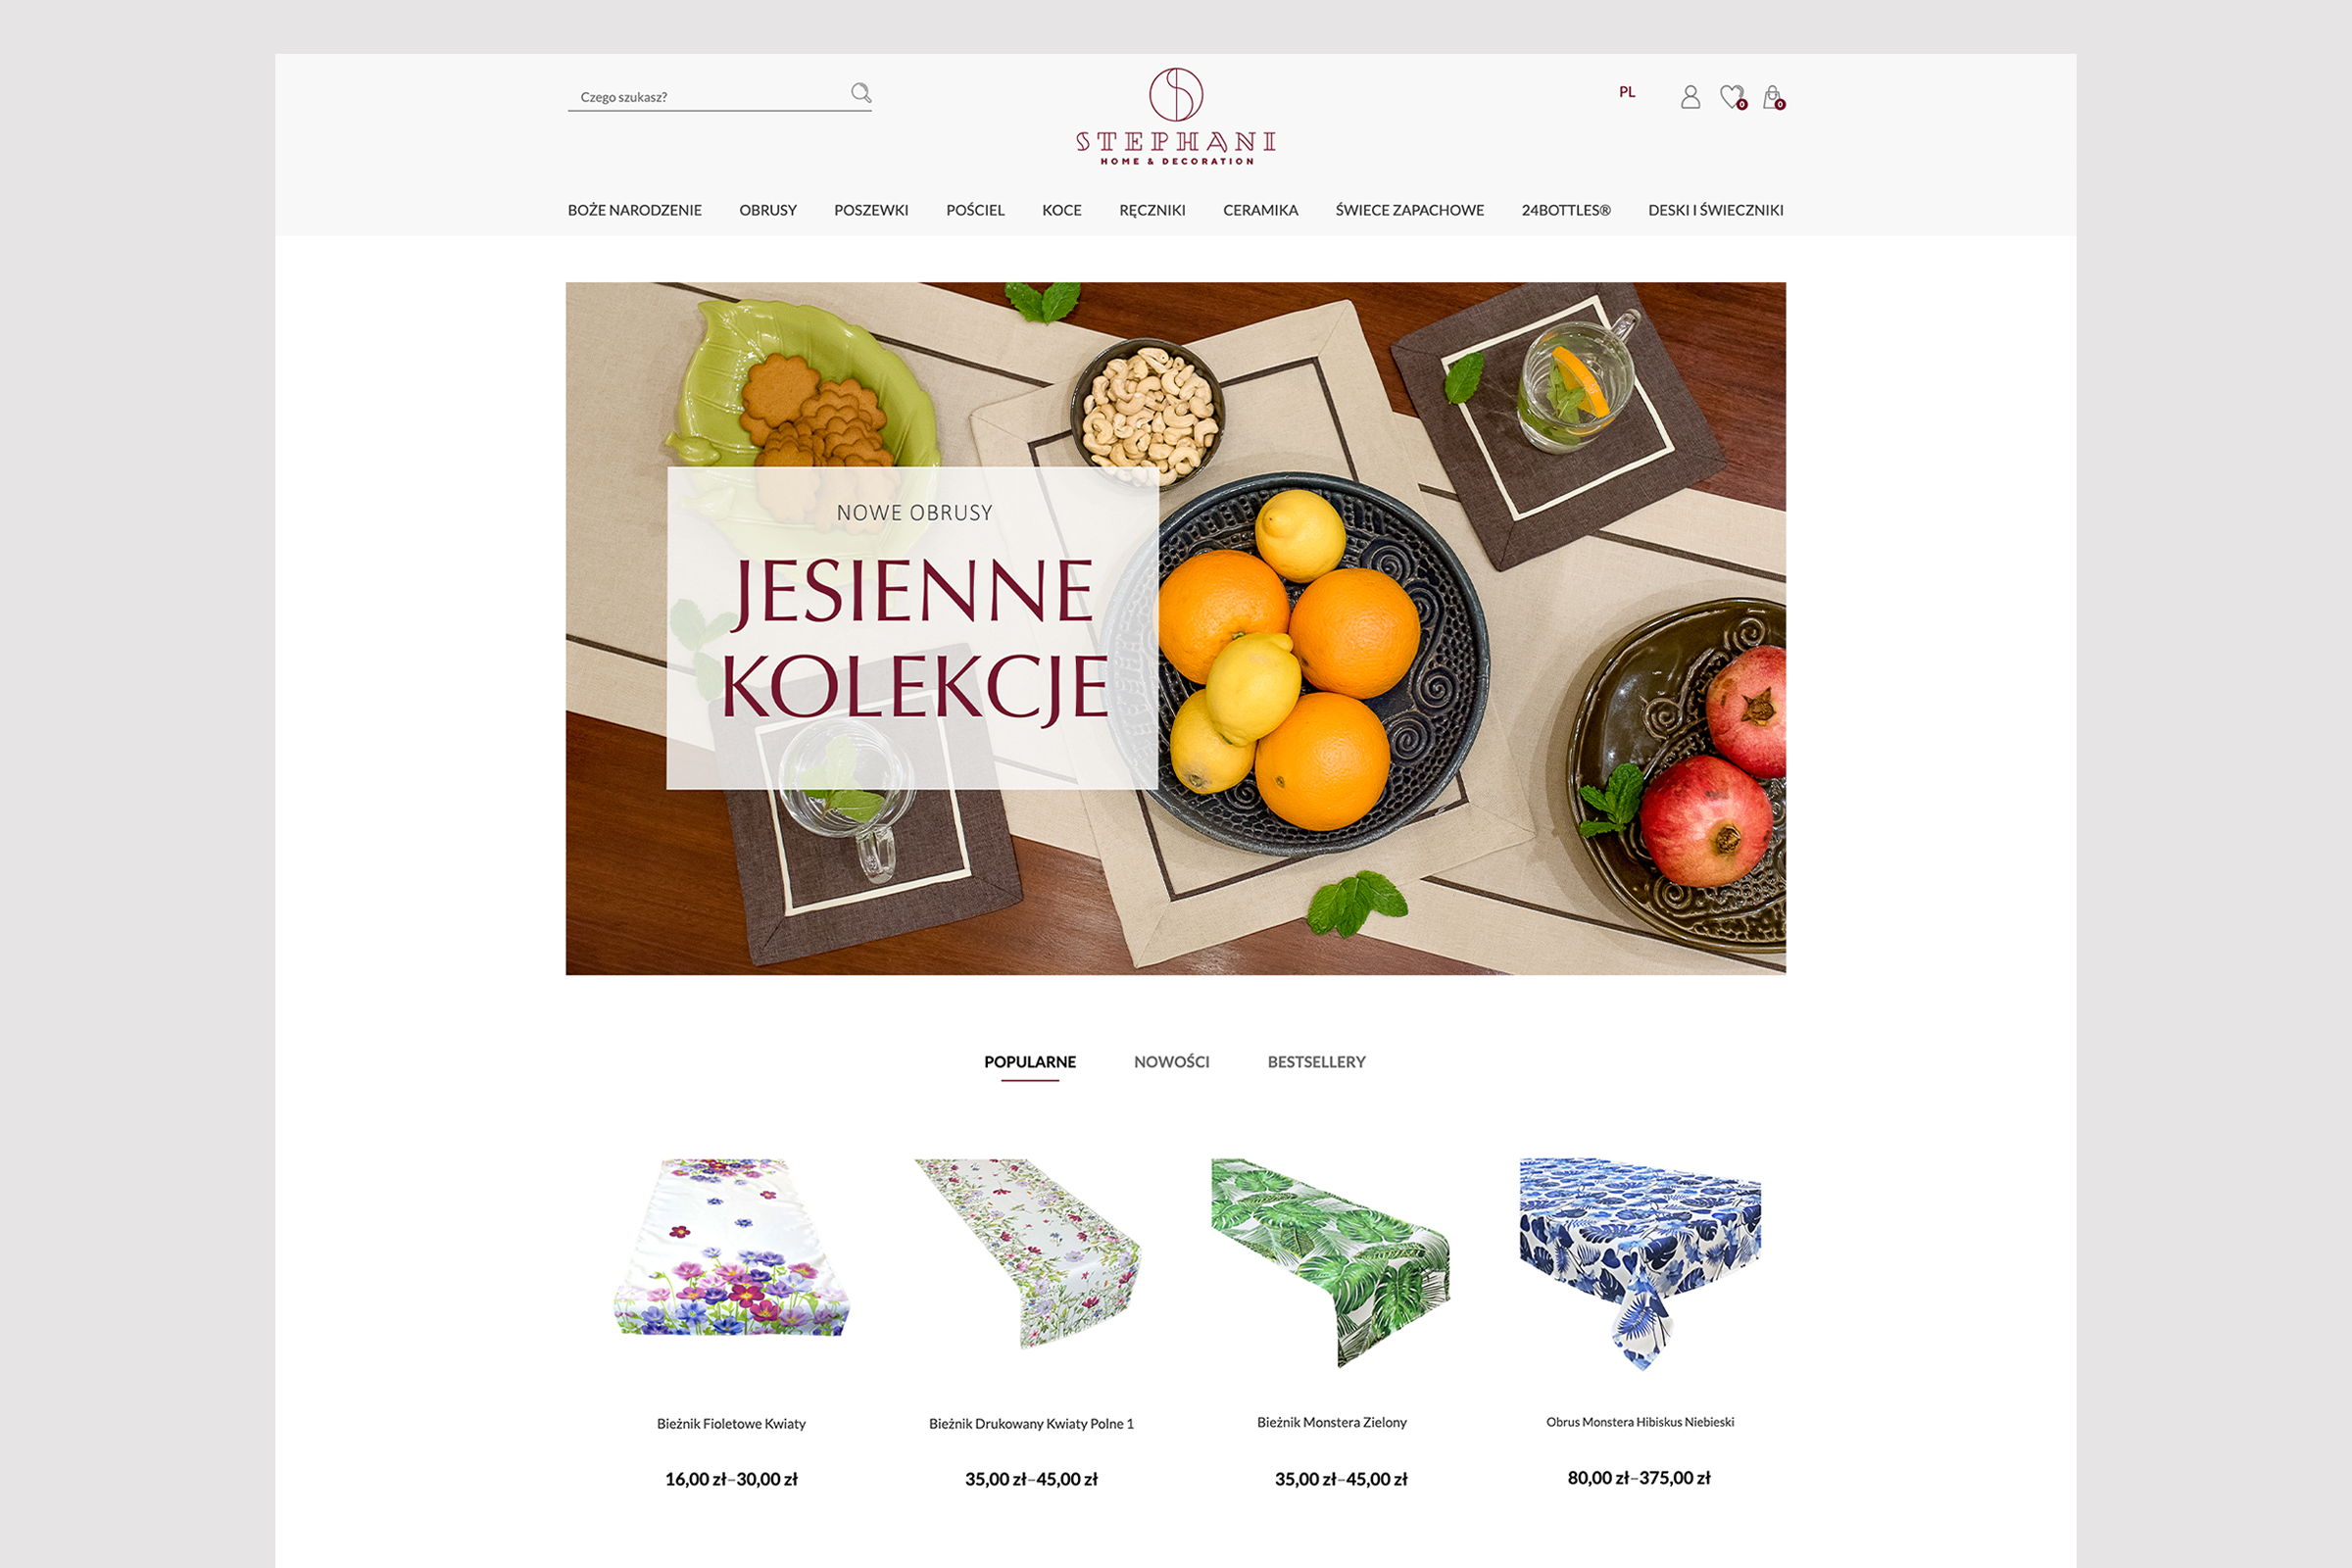 Czego szukasz?
STEPHANI
HOME & DECORATION
PL
0
0
BOŻE NARODZENIE
OBRUSY
POSZEWKI
POŚCIEL
KOCE
RĘCZNIKI
CERAMIKA
ŚWIECE ZAPACHOWE
24BOTTLES®
DESKI I ŚWIECZNIKI
NOWE OBRUSY
JESIENNE
KOLEKCJE
POPULARNE
NOWOŚCI
BESTSELLERY
Bieżnik Fioletowe Kwiaty
16,00 zł–30,00 zł
Bieżnik Drukowany Kwiaty Polne 1
35,00 zł–45,00 zł
Bieżnik Monstera Zielony
35,00 zł–45,00 zł
Obrus Monstera Hibiskus Niebieski
80,00 zł–375,00 zł